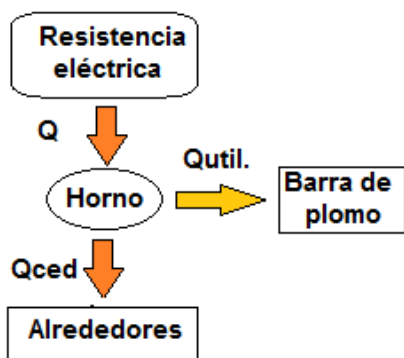 Resistencia
eléctrica
Q
Qutil.
Horno
Barra de
plomo
Qced
Alrededores